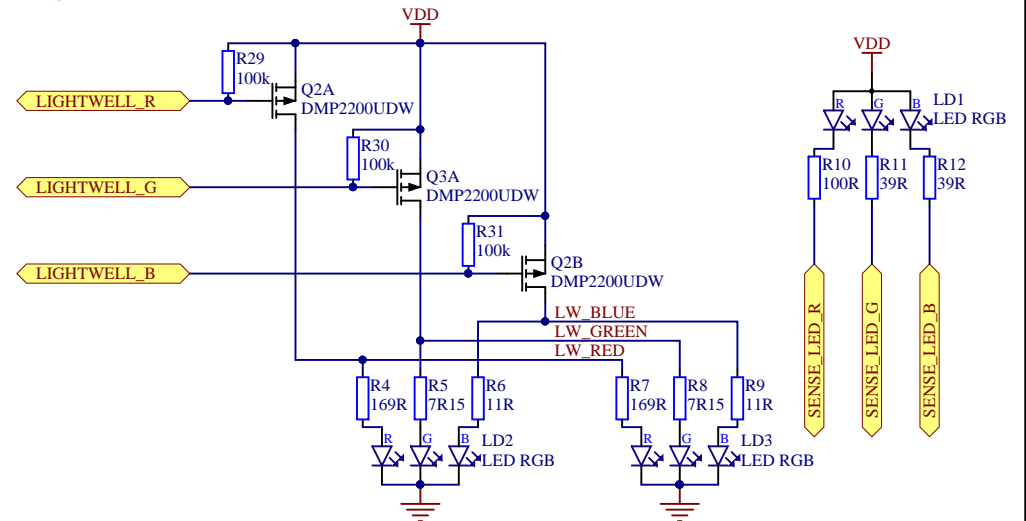 VDD
R29
100k
LIGHTWELL_R
Q2A
DMP2200UDW
R30
100k
LIGHTWELL_G
Q3A
DMP2200UDW
R31
100k
LIGHTWELL_B
Q2B
DMP2200UDW
LW_BLUE
LW_GREEN
LW_RED
R4
169R
R5
7R15
R6
11R
R7
169R
R8
7R15
R9
11R
R
G
B
LD2
LED RGB
R
G
B
LD3
LED RGB
VDD
R
G
B
LD1
LED RGB
R10
100R
R11
39R
R12
39R
SENSE_LED_R
SENSE_LED_G
SENSE_LED_B